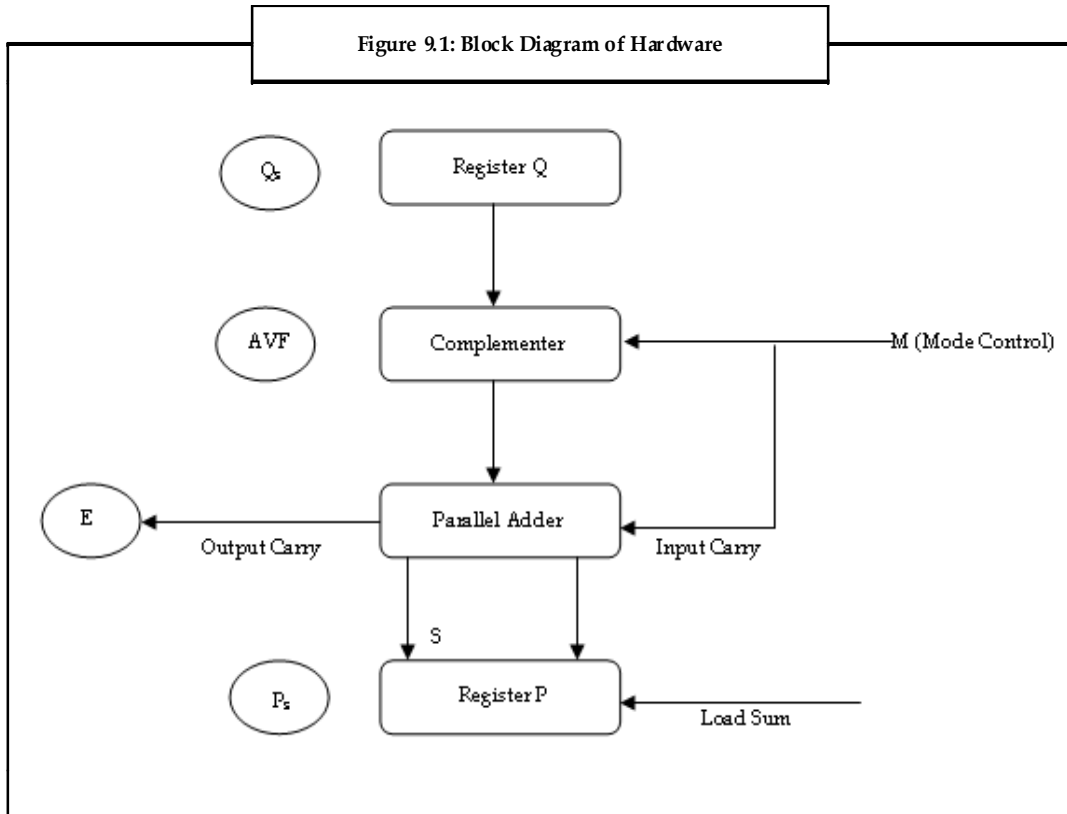 Figure 9.1: Block Diagram of Hardware
Qs
Register Q
AVF
Complementer
M (Mode Control)
E
Output Carry
Parallel Adder
Input Carry
S
Ps
Register P
Load Sum